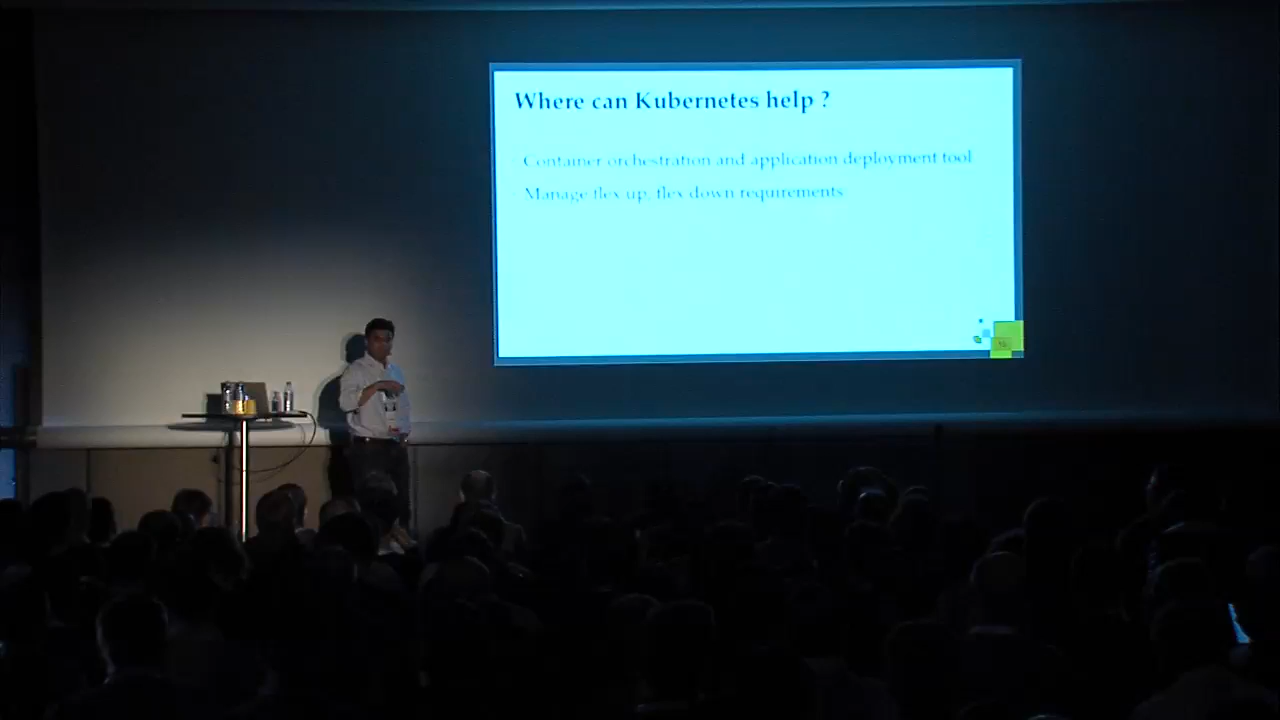 Where can Kubernetes help ?
Container orchestration and application deployment tool
Manage flex up, flex down requirements